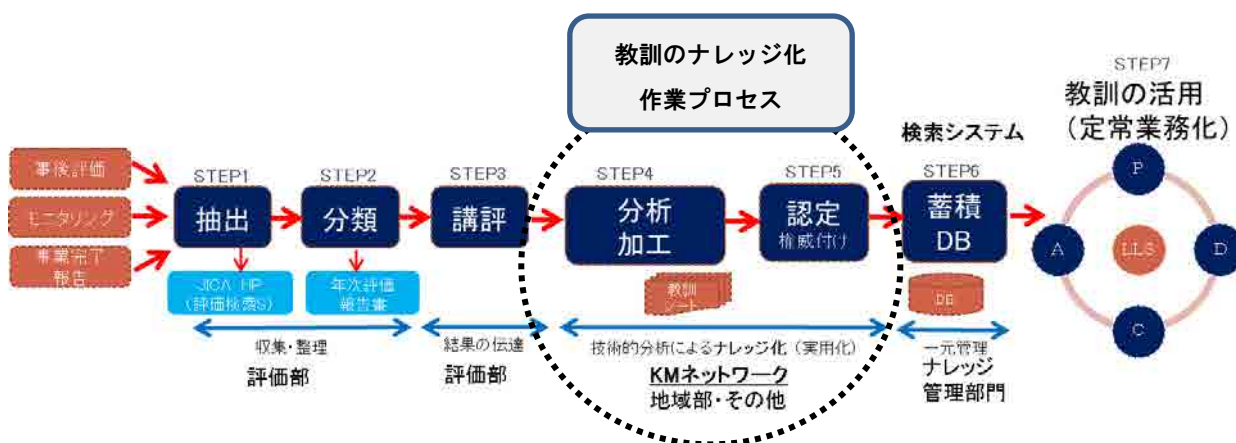 教訓のナレッジ化
作業プロセス
事後評価
モニタリング
事業完了
報告
STEP1
抽出
JICA HP
(評価検索S)
STEP2
分類
年次評価
報告書
収集・整理
評価部
STEP3
講評
結果の伝達
評価部
STEP4
分析
加工
教訓
シート
STEP5
認定
権威付け
技術的分析によるナレッジ化（実用化）
KMネットワーク
地域部・その他
検索システム
STEP6
蓄積
DB
DB
一元管理
ナレッジ
管理部門
STEP7
教訓の活用
（定常業務化）
P
A
LLS
D
C